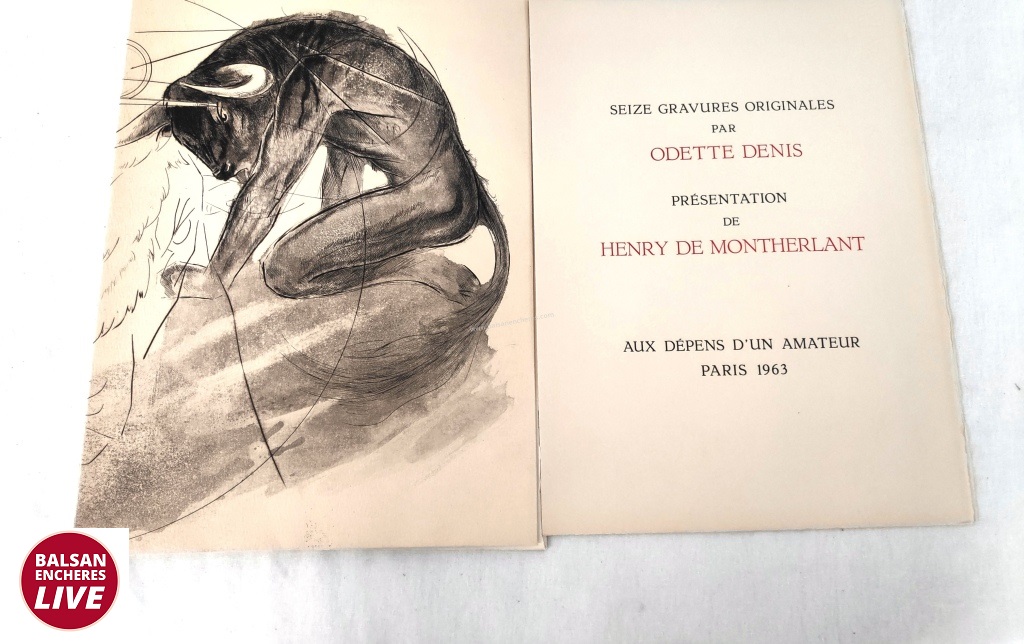 SEIZE GRAVURES ORIGINALES
PAR
ODETTE DENIS
PRÉSENTATION
DE
HENRY DE MONTHERLANT
AUX DÉPENS D'UN AMATEUR
PARIS 1963
BALSAN
ENCHERES
LIVE